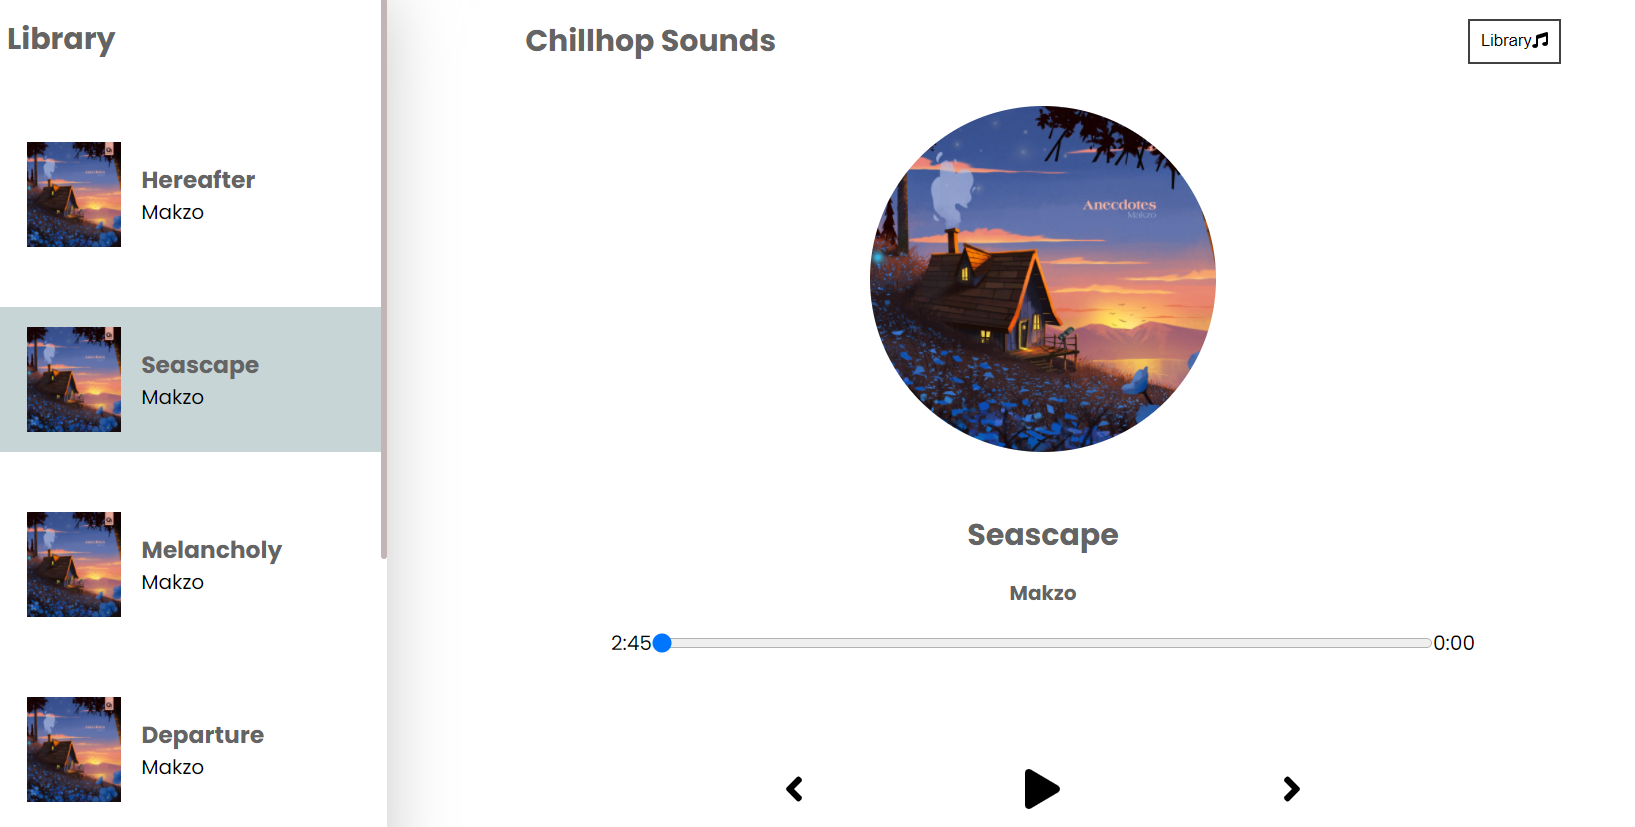 Library
Hereafter
Makzo
Seascape
Makzo
Melancholy
Makzo
Departure
Makzo
Chillhop Sounds
Library
Anecdotes
Makzo
Seascape
Makzo
2:45 0:00